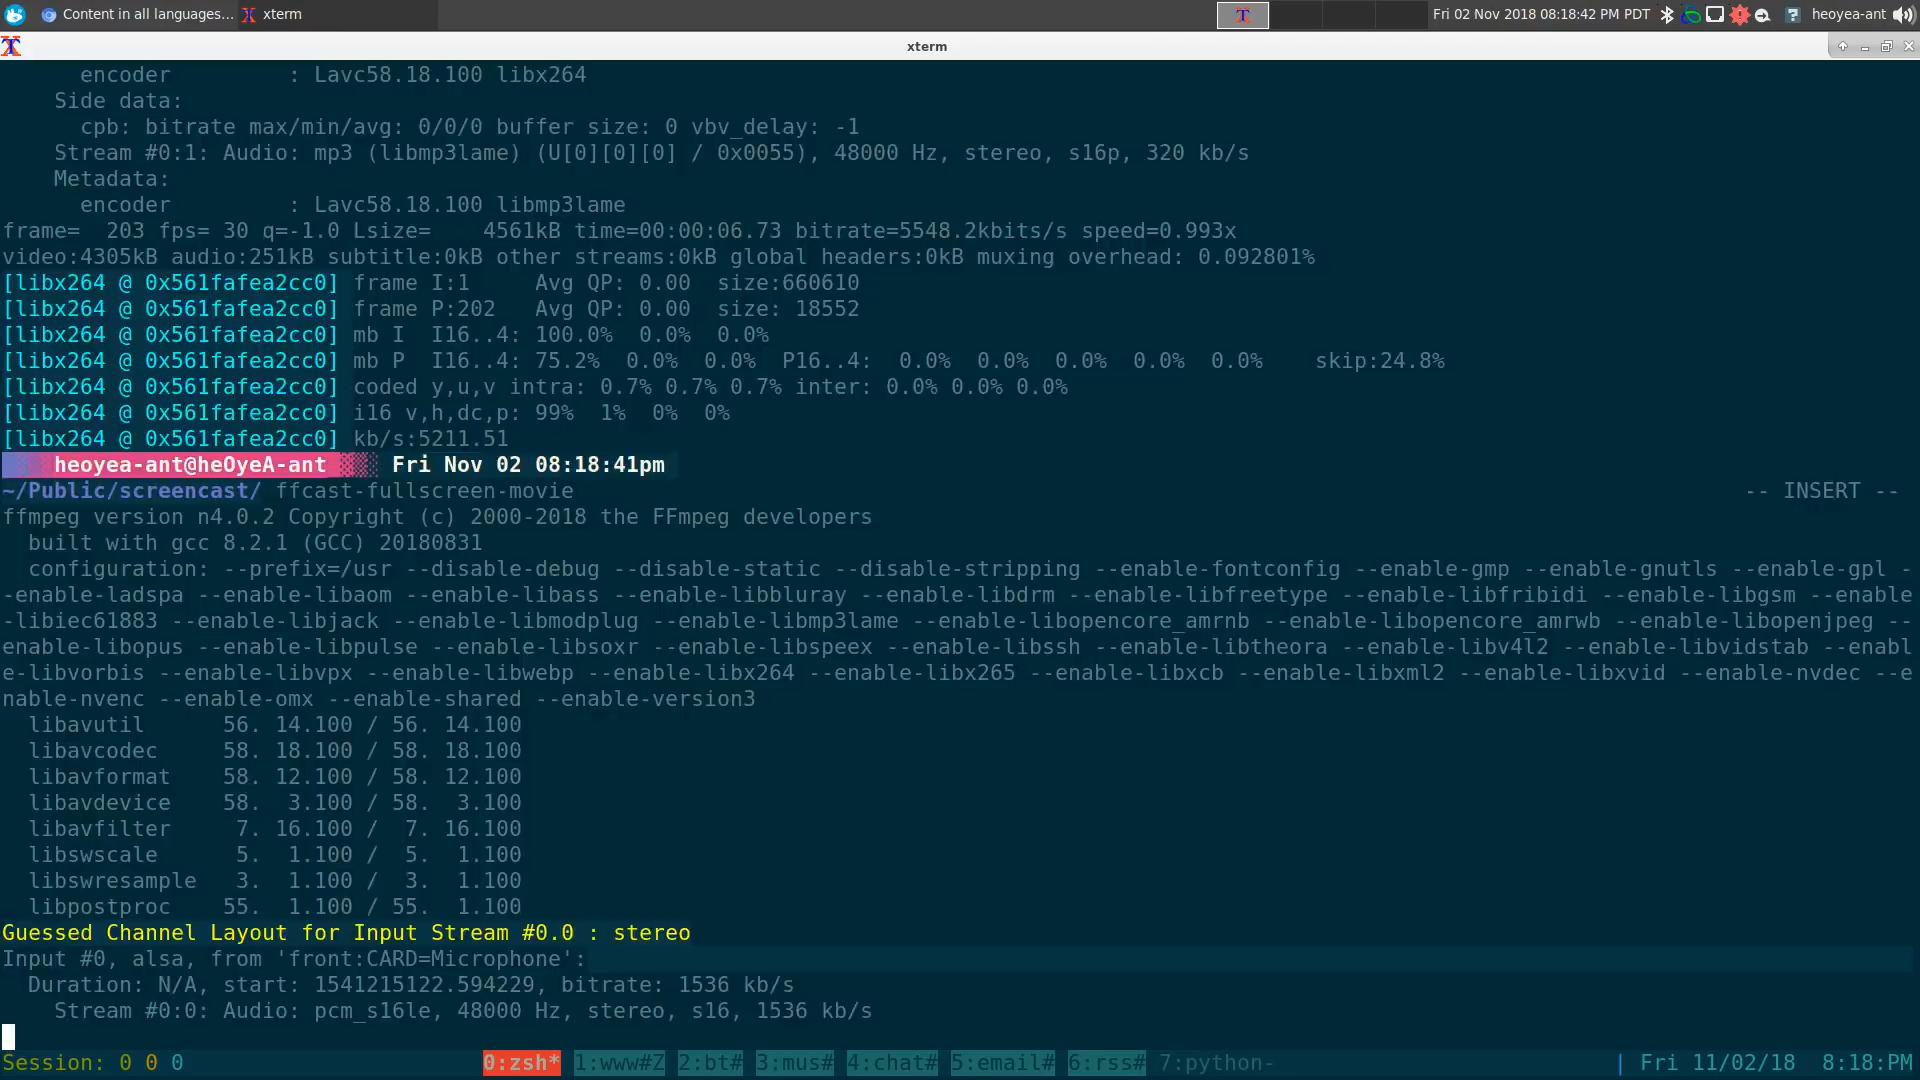 Content in all languages...
xterm
Fri 02 Nov 2018 08:18:42 PM PDT
heoyea-ant
xterm
encoder : Lavc58.18.100 libx264
Side data:
cpb: bitrate max/min/avg: 0/0/0 buffer size: 0 vbv_delay: -1
Stream #0:1: Audio: mp3 (libmp3lame) (U[0][0][0] / 0x0055), 48000 Hz, stereo, s16p, 320 kb/s
Metadata:
encoder : Lavc58.18.100 libmp3lame
frame= 203 fps= 30 q=-1.0 Lsize= 4561kB time=00:00:06.73 bitrate=5548.2kbits/s speed=0.993x
video:4305kB audio:251kB subtitle:0kB other streams:0kB global headers:0kB muxing overhead: 0.092801%
[libx264 @ 0x561fafea2cc0] frame I:1 Avg QP: 0.00 size:660610
[libx264 @ 0x561fafea2cc0] frame P:202 Avg QP: 0.00 size: 18552
[libx264 @ 0x561fafea2cc0] mb I I16..4: 100.0% 0.0% 0.0%
[libx264 @ 0x561fafea2cc0] mb P I16..4: 75.2% 0.0% 0.0% P16..4: 0.0% 0.0% 0.0% 0.0% 0.0% skip:24.8%
[libx264 @ 0x561fafea2cc0] coded y,u,v intra: 0.7% 0.7% 0.7% inter: 0.0% 0.0% 0.0%
[libx264 @ 0x561fafea2cc0] i16 v,h,dc,p: 99% 1% 0% 0%
[libx264 @ 0x561fafea2cc0] kb/s:5211.51
heoyea-ant@heOyeA-ant Fri Nov 02 08:18:41pm
~/Public/screencast/ ffcast-fullscreen-movie -- INSERT --
ffmpeg version n4.0.2 Copyright (c) 2000-2018 the FFmpeg developers
built with gcc 8.2.1 (GCC) 20180831
configuration: --prefix=/usr --disable-debug --disable-static --disable-stripping --enable-fontconfig --enable-gmp --enable-gnutls --enable-gpl -
-enable-ladspa --enable-libaom --enable-libass --enable-libbluray --enable-libdrm --enable-libfreetype --enable-libfribidi --enable-libgsm --enable
-libiec61883 --enable-libjack --enable-libmodplug --enable-libmp3lame --enable-libopencore_amrnb --enable-libopencore_amrwb --enable-libopenjpeg --
enable-libopus --enable-libpulse --enable-libsoxr --enable-libspeex --enable-libssh --enable-libtheora --enable-libv4l2 --enable-libvidstab --enabl
e-libvorbis --enable-libvpx --enable-libwebp --enable-libx264 --enable-libx265 --enable-libxcb --enable-libxml2 --enable-libxvid --enable-nvdec --e
nable-nvenc --enable-omx --enable-shared --enable-version3
libavutil 56. 14.100 / 56. 14.100
libavcodec 58. 18.100 / 58. 18.100
libavformat 58. 12.100 / 58. 12.100
libavdevice 58. 3.100 / 58. 3.100
libavfilter 7. 16.100 / 7. 16.100
libswscale 5. 1.100 / 5. 1.100
libswresample 3. 1.100 / 3. 1.100
libpostproc 55. 1.100 / 55. 1.100
Guessed Channel Layout for Input Stream #0.0 : stereo
Input #0, alsa, from 'front:CARD=Microphone':
Duration: N/A, start: 1541215122.594229, bitrate: 1536 kb/s
Stream #0:0: Audio: pcm_s16le, 48000 Hz, stereo, s16, 1536 kb/s
Session: 0 0 0 0:zsh* 1:www#Z 2:bt# 3:mus# 4:chat# 5:email# 6:rss# 7:python- | Fri 11/02/18 8:18:PM